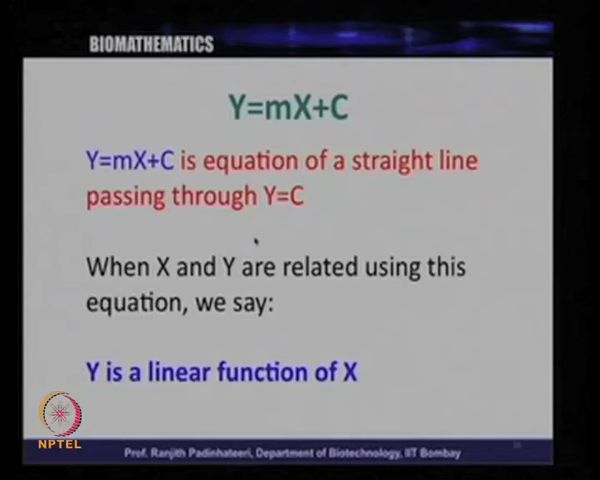 BIOMATHEMATICS
Y=mX+C
Y=mX+C is equation of a straight line
passing through Y=C
When X and Y are related using this
equation, we say:
Y is a linear function of X
NPTEL
Prof. Ranjith Padinhateeri, Department of Biotechnology, IIT Bombay